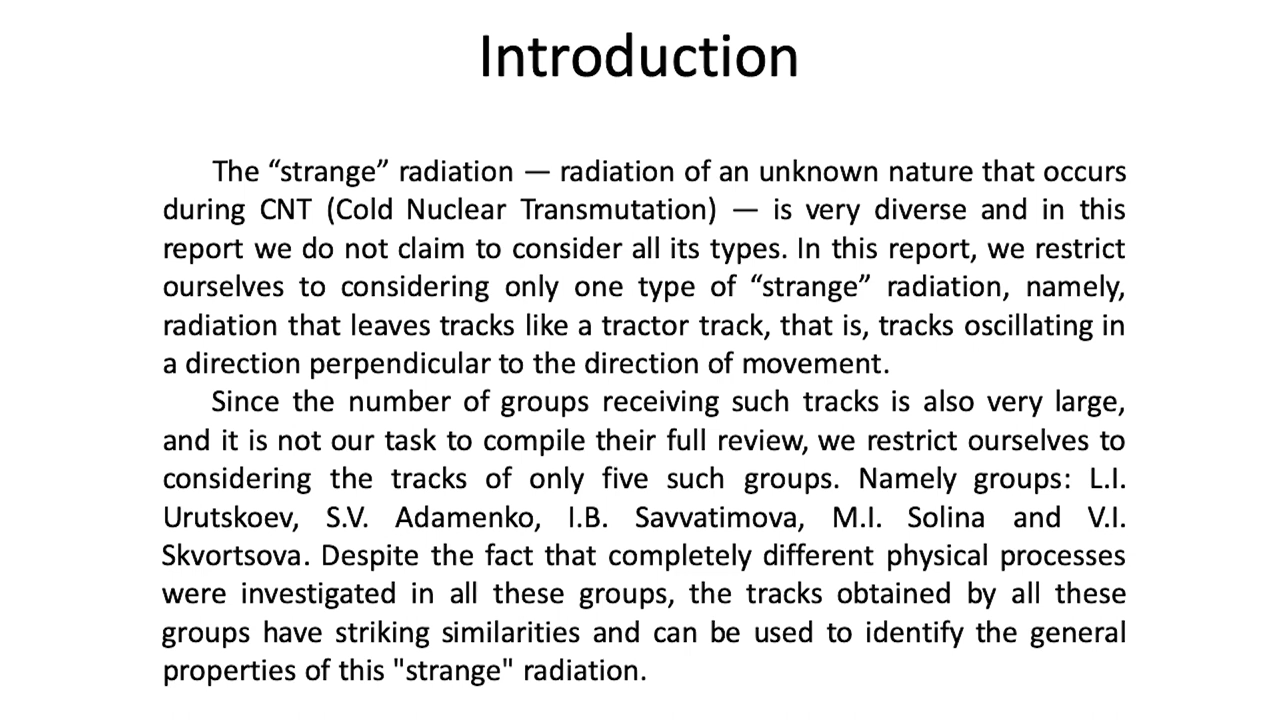 Introduction
The “strange” radiation — radiation of an unknown nature that occurs
during CNT (Cold Nuclear Transmutation) — is very diverse and in this
report we do not claim to consider all its types. In this report, we restrict
ourselves to considering only one type of “strange” radiation, namely,
radiation that leaves tracks like a tractor track, that is, tracks oscillating in
a direction perpendicular to the direction of movement.
Since the number of groups receiving such tracks is also very large,
and it is not our task to compile their full review, we restrict ourselves to
considering the tracks of only five such groups. Namely groups: L.I.
Urutskoev, S.V. Adamenko, I.B. Savvatimova, M.I. Solina and V.I.
Skvortsova. Despite the fact that completely different physical processes
were investigated in all these groups, the tracks obtained by all these
groups have striking similarities and can be used to identify the general
properties of this "strange" radiation.